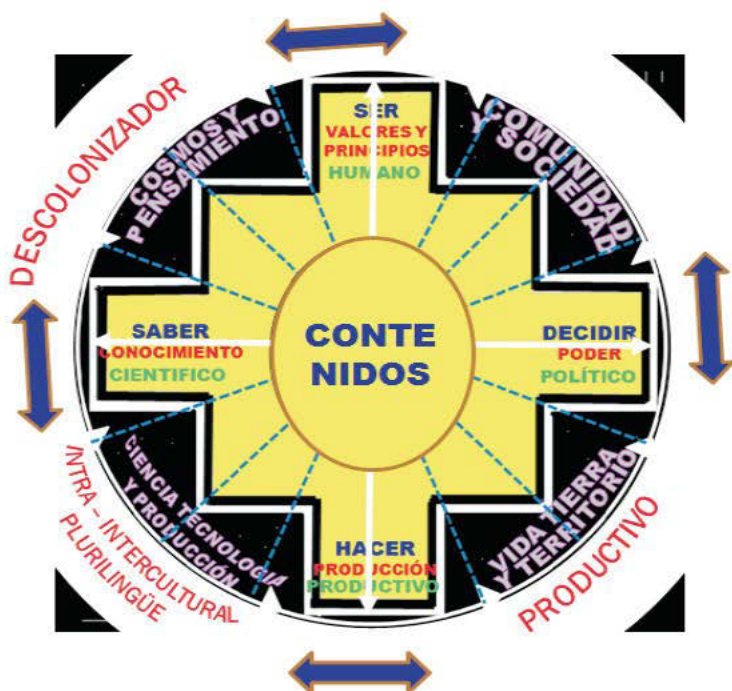 DESCOLONIZADOR
COSMOS Y
PENSAMIENTO
SER
VALORES Y
PRINCIPIOS
HUMANO
COMUNIDAD
Y SOCIEDAD
SABER
CONOCIMIENTO
CIENTIFICO
CONTE
NIDOS
DECIDIR
PODER
POLÍTICO
INTRA – INTERCULTURAL
PLURILINGÜE
CIENCIA TECNOLOGIA
Y PRODUCCIÓN
HACER
PRODUCCIÓN
PRODUCTIVO
VIDA TIERRA
Y TERRITORIO
PRODUCTIVO